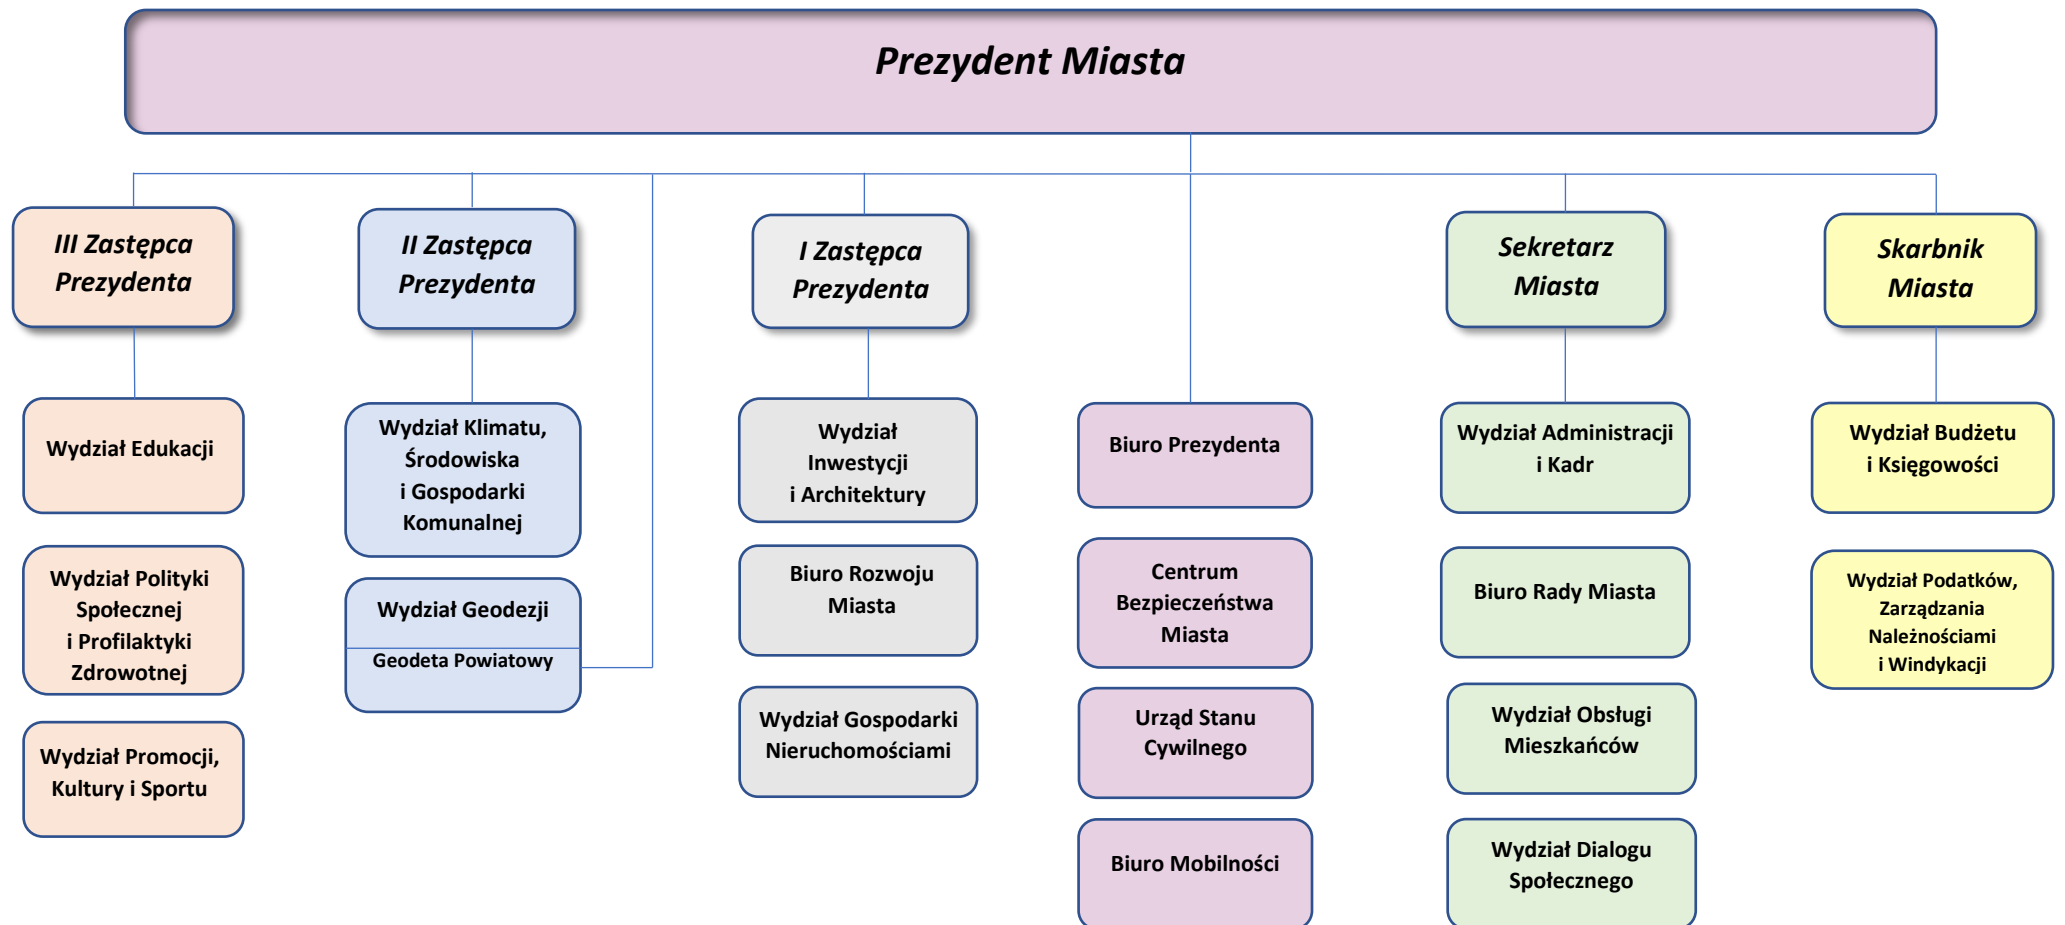 Prezydent Miasta
III Zastępca
Prezydenta
II Zastępca
Prezydenta
I Zastępca
Prezydenta
Sekretarz
Miasta
Skarbnik
Miasta
Wydział Edukacji
Wydział Polityki
Społecznej
i Profilaktyki
Zdrowotnej
Wydział Promocji,
Kultury i Sportu
Wydział Klimatu,
Środowiska
i Gospodarki
Komunalnej
Wydział Geodezji
Geodeta Powiatowy
Wydział
Inwestycji
i Architektury
Biuro Rozwoju
Miasta
Wydział Gospodarki
Nieruchomościami
Biuro Prezydenta
Centrum
Bezpieczeństwa
Miasta
Urząd Stanu
Cywilnego
Biuro Mobilności
Wydział Administracji
i Kadr
Biuro Rady Miasta
Wydział Obsługi
Mieszkańców
Wydział Dialogu
Społecznego
Wydział Budżetu
i Księgowości
Wydział Podatków,
Zarządzania
Należnościami
i Windykacji